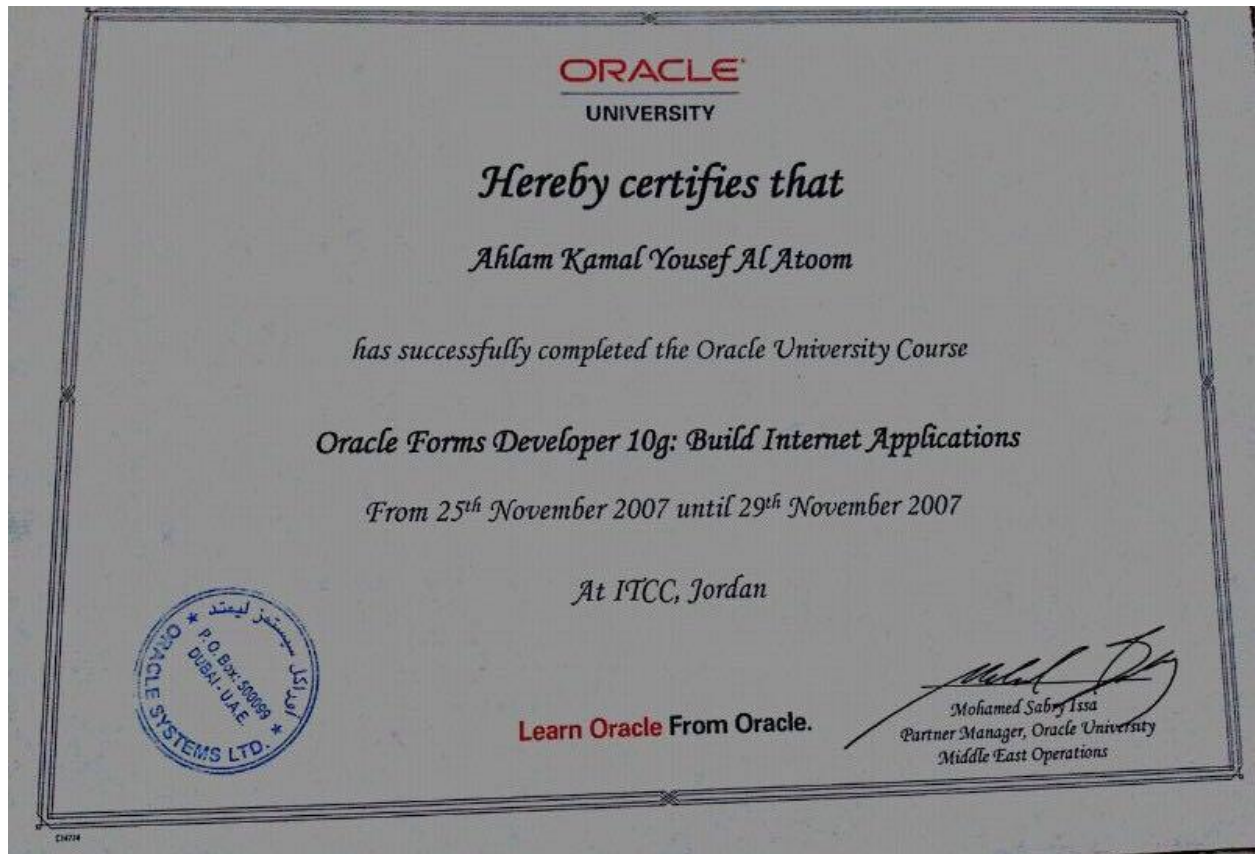 ORACLE
UNIVERSITY
Hereby certifies that
Ahlam Kamal Yousef Al Atoom
has successfully completed the Oracle University Course
Oracle Forms Developer 10g: Build Internet Applications
From 25th November 2007 until 29th November 2007
At ITCC, Jordan
اوراكل سيستمز ليمتد
P.O. Box: 500099
DUBAI - U.A.E
ORACLE SYSTEMS LTD.
Learn Oracle From Oracle.
Mohamed Sabry Issa
Partner Manager, Oracle University
Middle East Operations